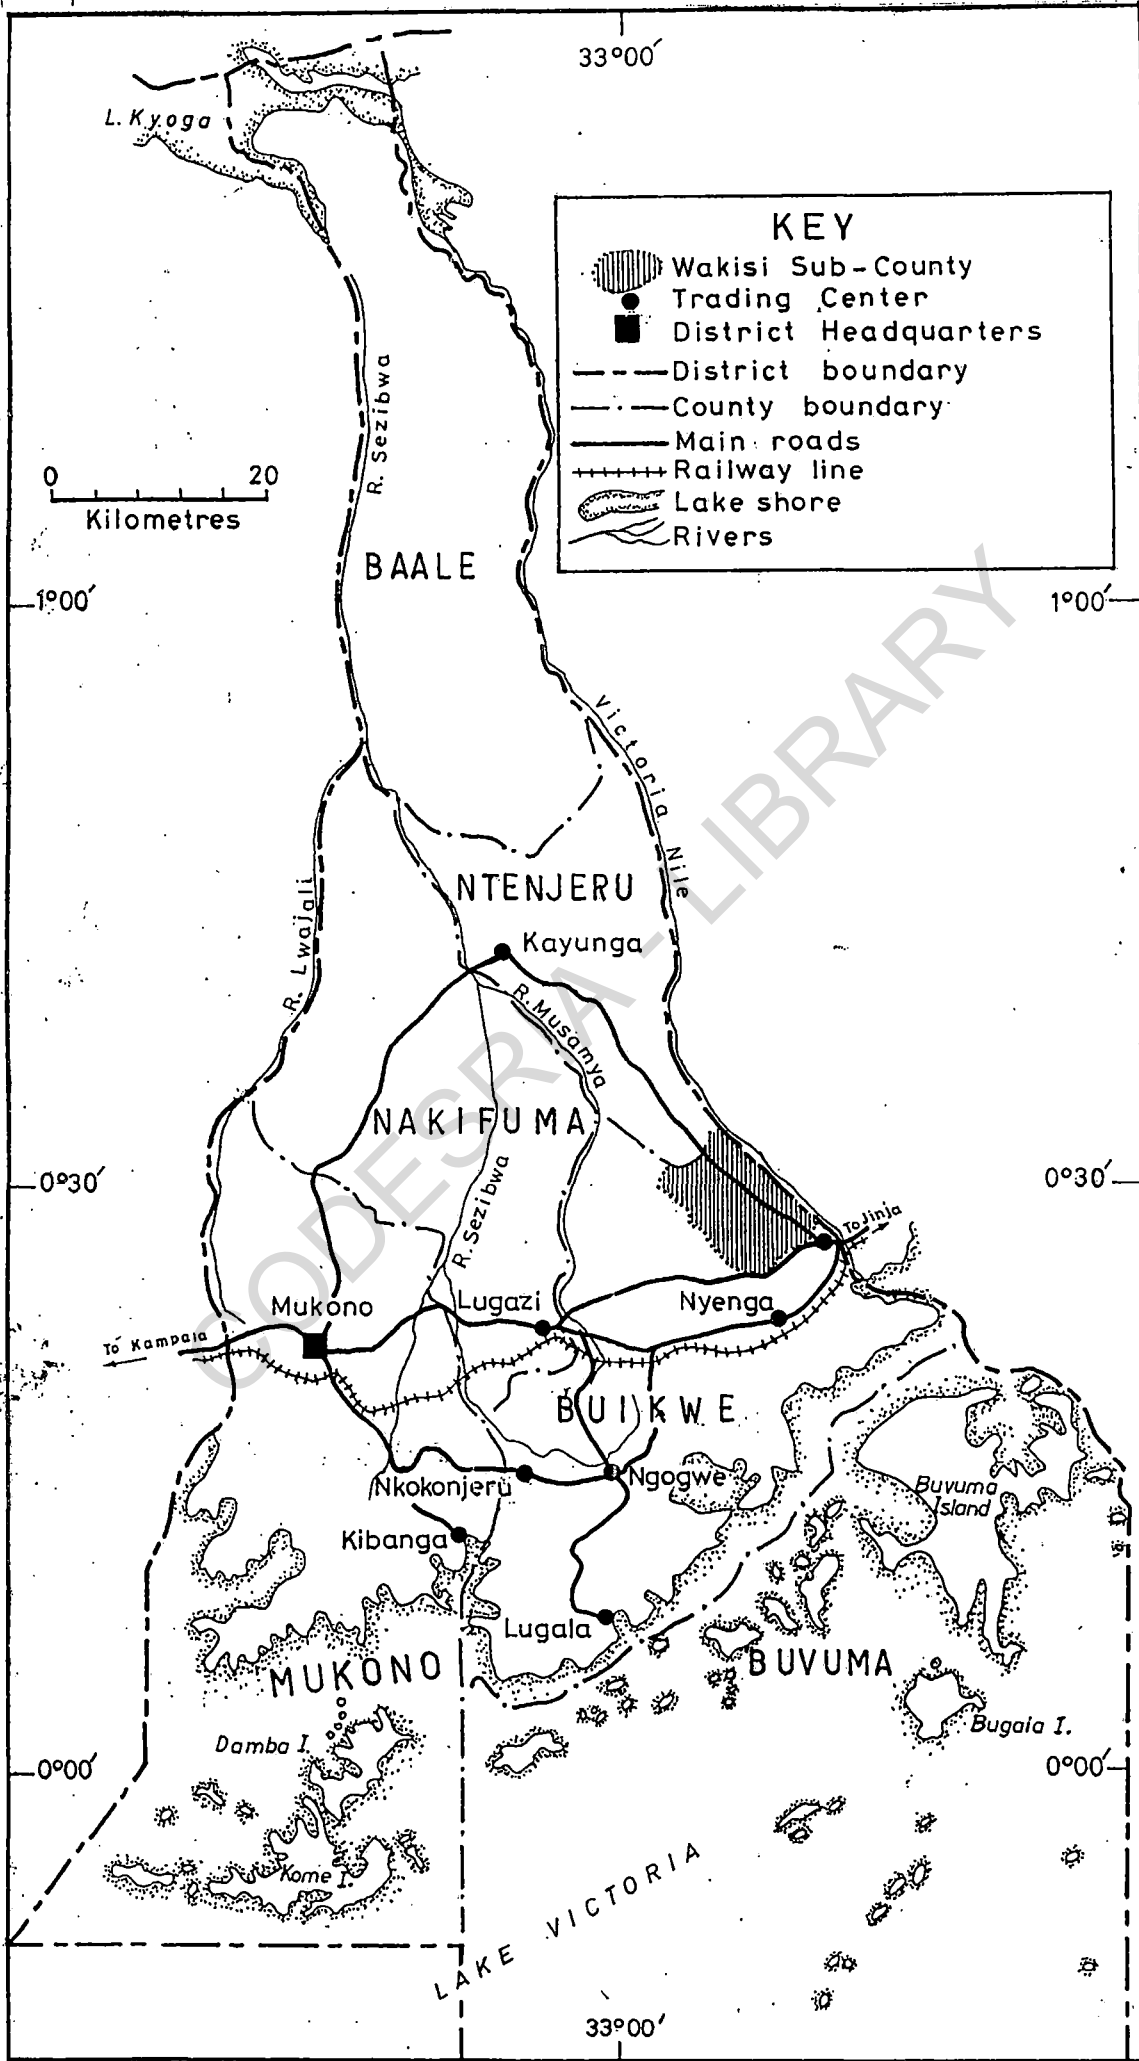 33°00′
L. Kyoga
KEY
Wakisi Sub-County
Trading Center
District Headquarters
District boundary
County boundary
Main roads
Railway line
Lake shore
Rivers
0 20
Kilometres
R. Sezibwa
BAALE
1°00′
1°00′
Victoria Nile
NTENJERU
Kayunga
R. Lwajali
R. Musamya
NAKIFUMA
0°30′
0°30′
R. Sezibwa
To Jinja
Mukono
Lugazi
Nyenga
To Kampala
BUIKWE
Nkokonjeru
Ngogwe
Buvuma
Island
Kibanga
Lugala
MUKONO
BUVUMA
Damba I.
Bugaia I.
0°00′
0°00′
Kome I.
LAKE VICTORIA
33°00′
CODESRIA - LIBRARY